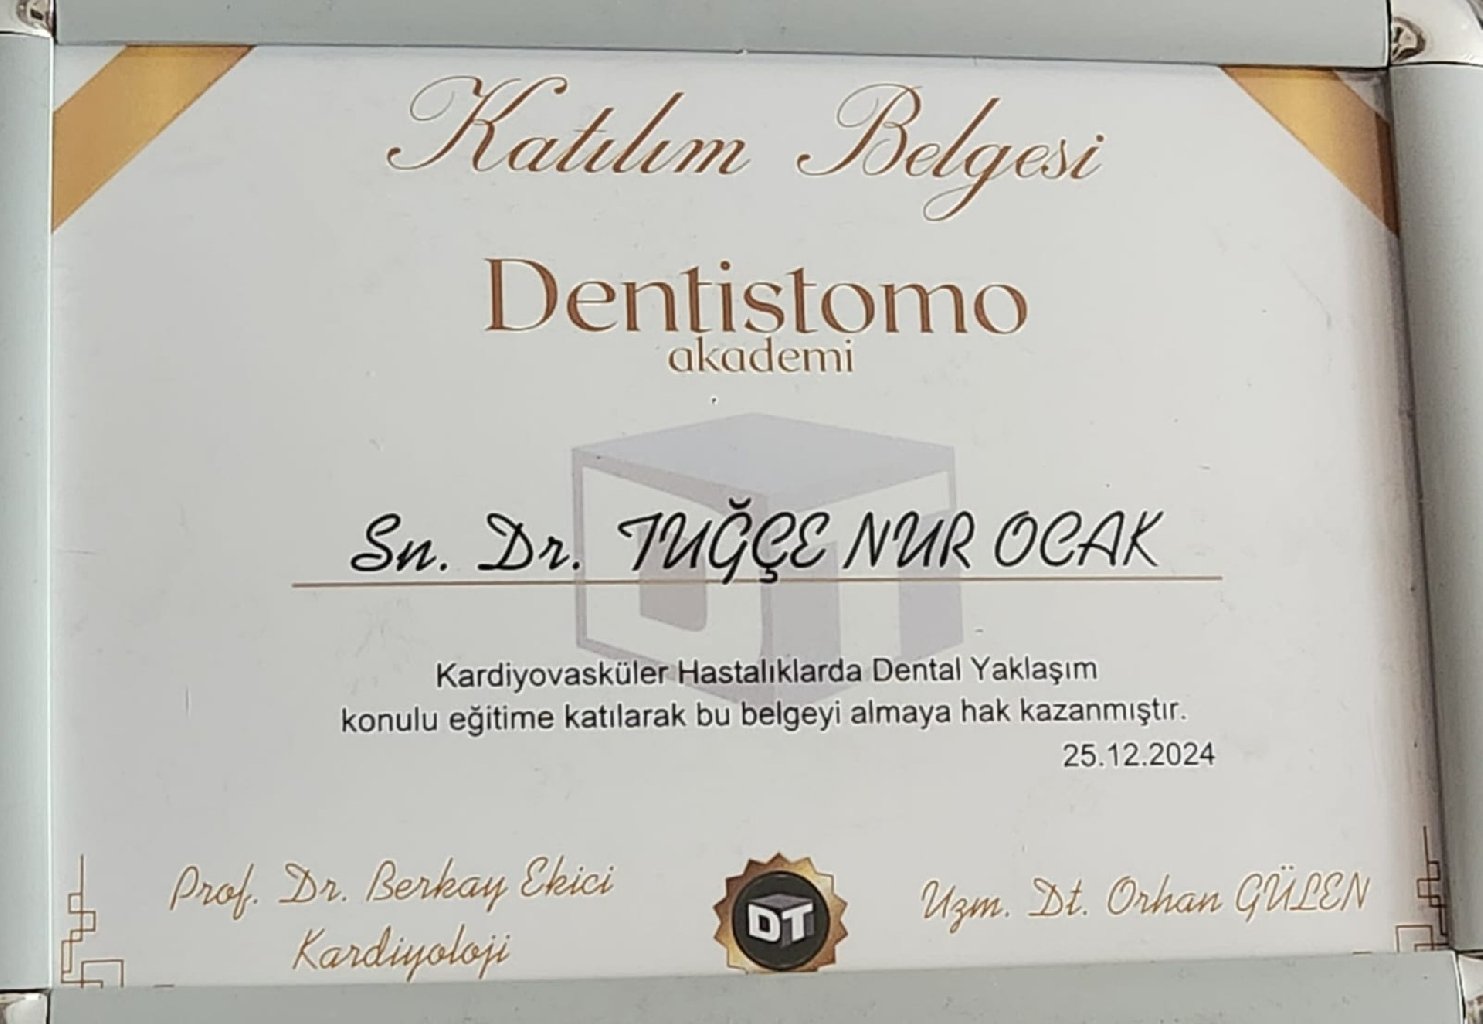 Katılım Belgesi
Dentistomo
akademi
Sn. Dr. TUĞÇE NUR OCAK
Kardiyovasküler Hastalıklarda Dental Yaklaşım
konulu eğitime katılarak bu belgeyi almaya hak kazanmıştır.
25.12.2024
Prof. Dr. Berkay Ekici
Kardiyoloji
DT
Uzm. Dt. Orhan GÜLEN